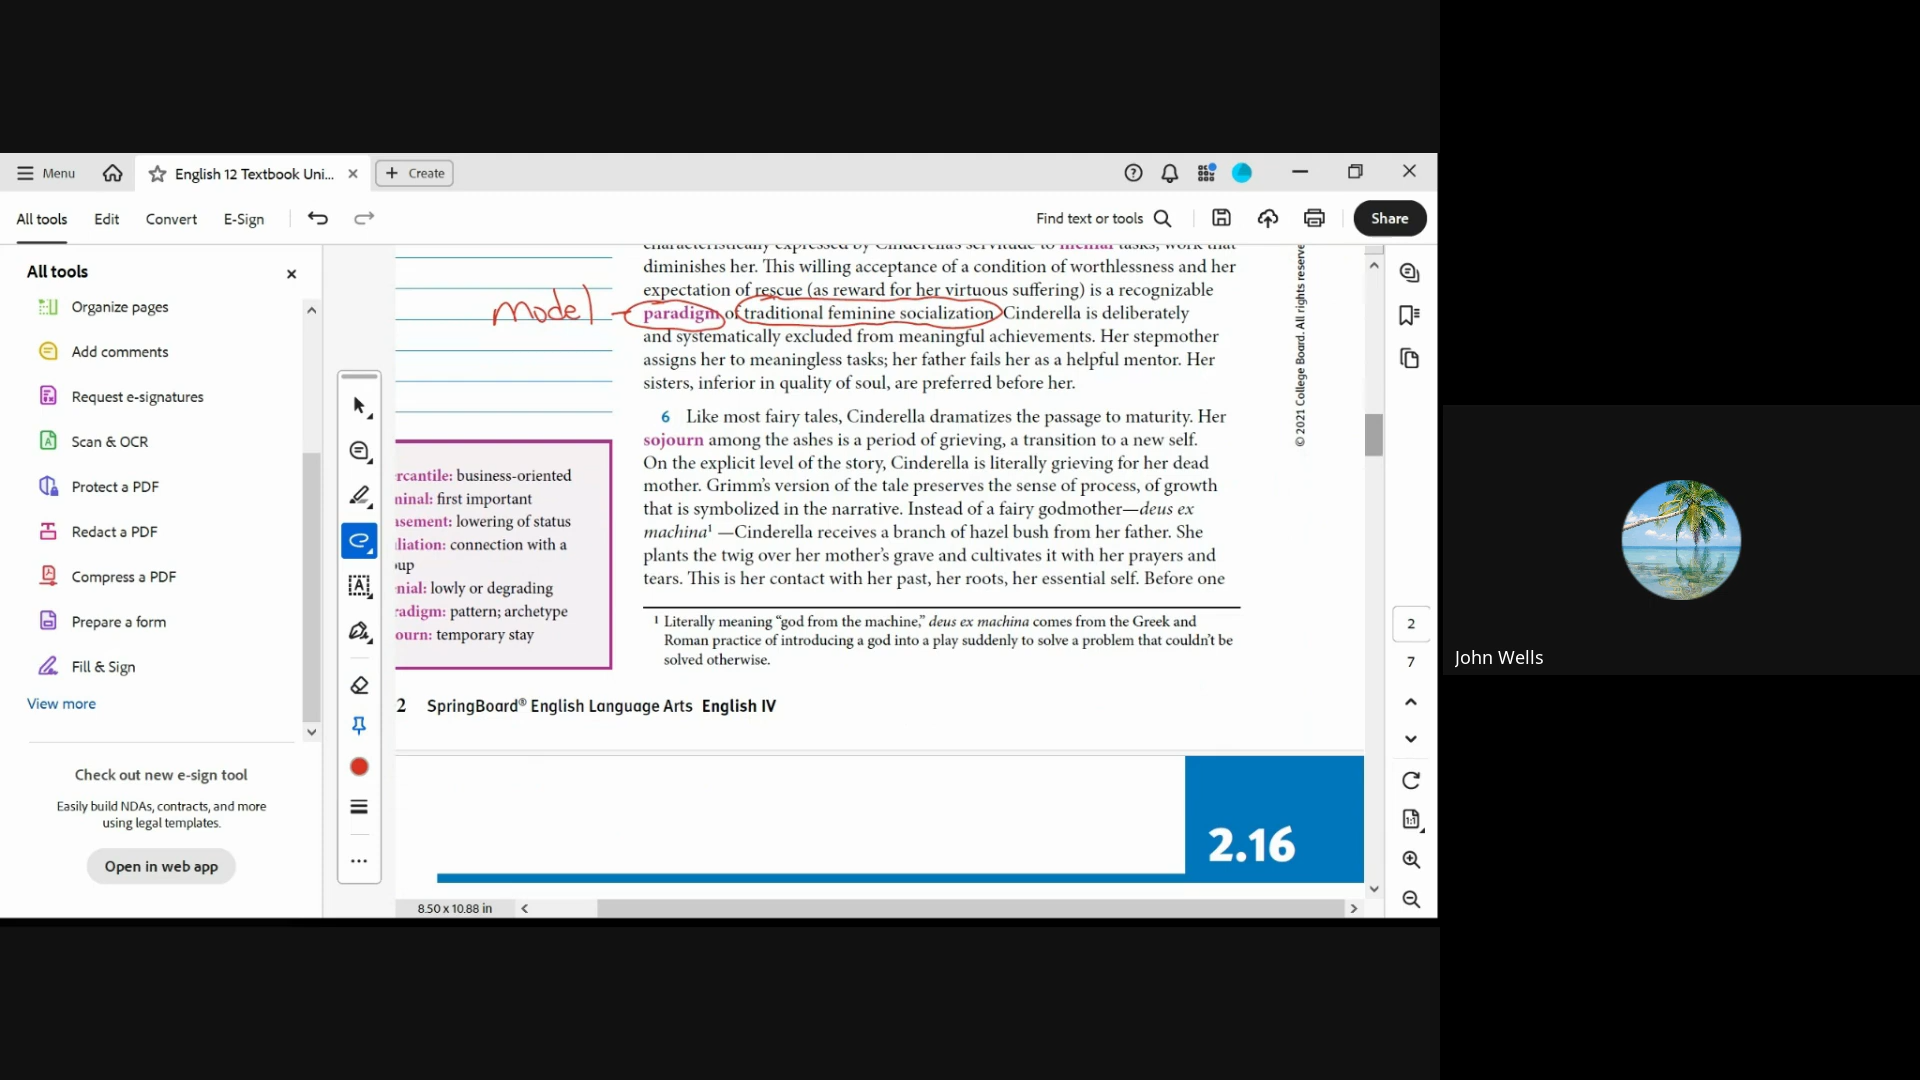 Menu
English 12 Textbook Uni...
Create
All tools
Edit
Convert
E-Sign
Find text or tools
Share
All tools
Organize pages
Add comments
Request e-signatures
Scan & OCR
Protect a PDF
Redact a PDF
Compress a PDF
Prepare a form
Fill & Sign
View more
Check out new e-sign tool
Easily build NDAs, contracts, and more
using legal templates.
Open in web app
model
rcantile: business-oriented
ninal: first important
asement: lowering of status
iliation: connection with a
oup
enial: lowly or degrading
radigm: pattern; archetype
ourn: temporary stay
characteristically expressed by Cinderella's servitude to menial tasks, work that
diminishes her. This willing acceptance of a condition of worthlessness and her
expectation of rescue (as reward for her virtuous suffering) is a recognizable
paradigm of traditional feminine socialization. Cinderella is deliberately
and systematically excluded from meaningful achievements. Her stepmother
assigns her to meaningless tasks; her father fails her as a helpful mentor. Her
sisters, inferior in quality of soul, are preferred before her.
6 Like most fairy tales, Cinderella dramatizes the passage to maturity. Her
sojourn among the ashes is a period of grieving, a transition to a new self.
On the explicit level of the story, Cinderella is literally grieving for her dead
mother. Grimm's version of the tale preserves the sense of process, of growth
that is symbolized in the narrative. Instead of a fairy godmother—deus ex
machina¹ —Cinderella receives a branch of hazel bush from her father. She
plants the twig over her mother's grave and cultivates it with her prayers and
tears. This is her contact with her past, her roots, her essential self. Before one
¹ Literally meaning “god from the machine,” deus ex machina comes from the Greek and
Roman practice of introducing a god into a play suddenly to solve a problem that couldn't be
solved otherwise.
2 SpringBoard® English Language Arts English IV
© 2021 College Board. All rights reserve
2.16
8.50 x 10.88 in
2
7
1:1
John Wells